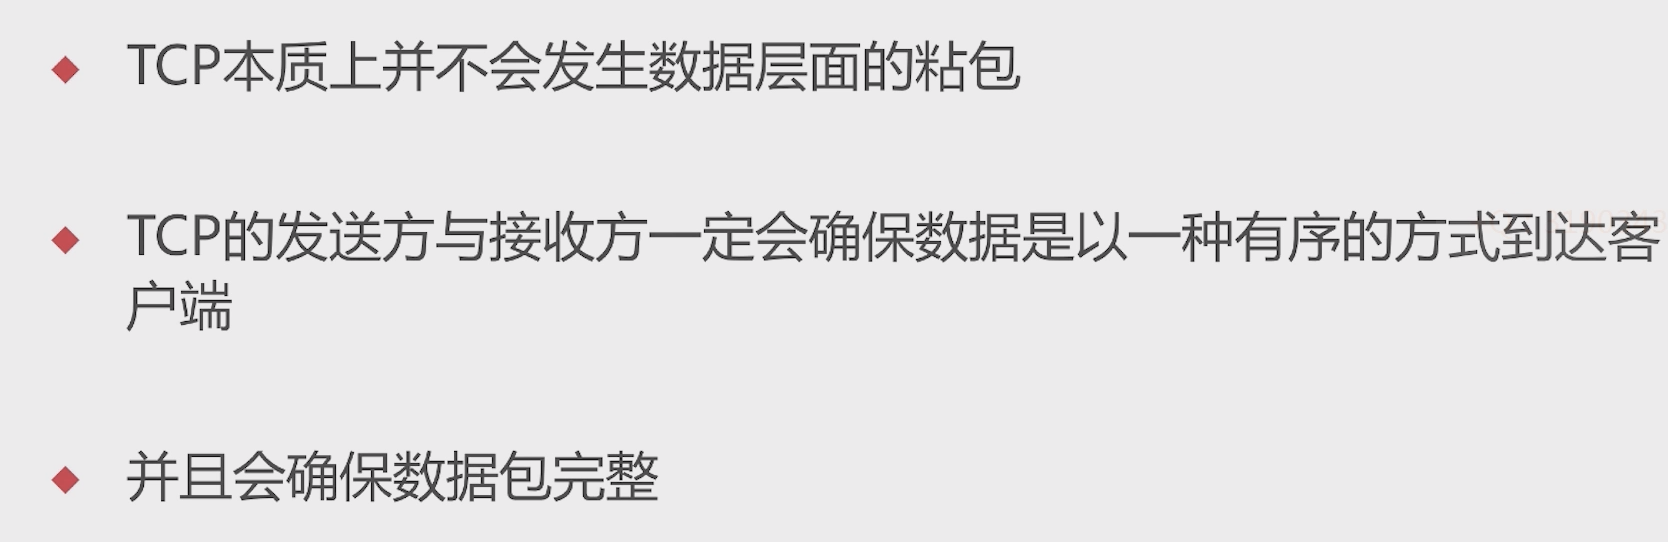 TCP本质上并不会发生数据层面的粘包
TCP的发送方与接收方一定会确保数据是以一种有序的方式到达客
户端
并且会确保数据包完整